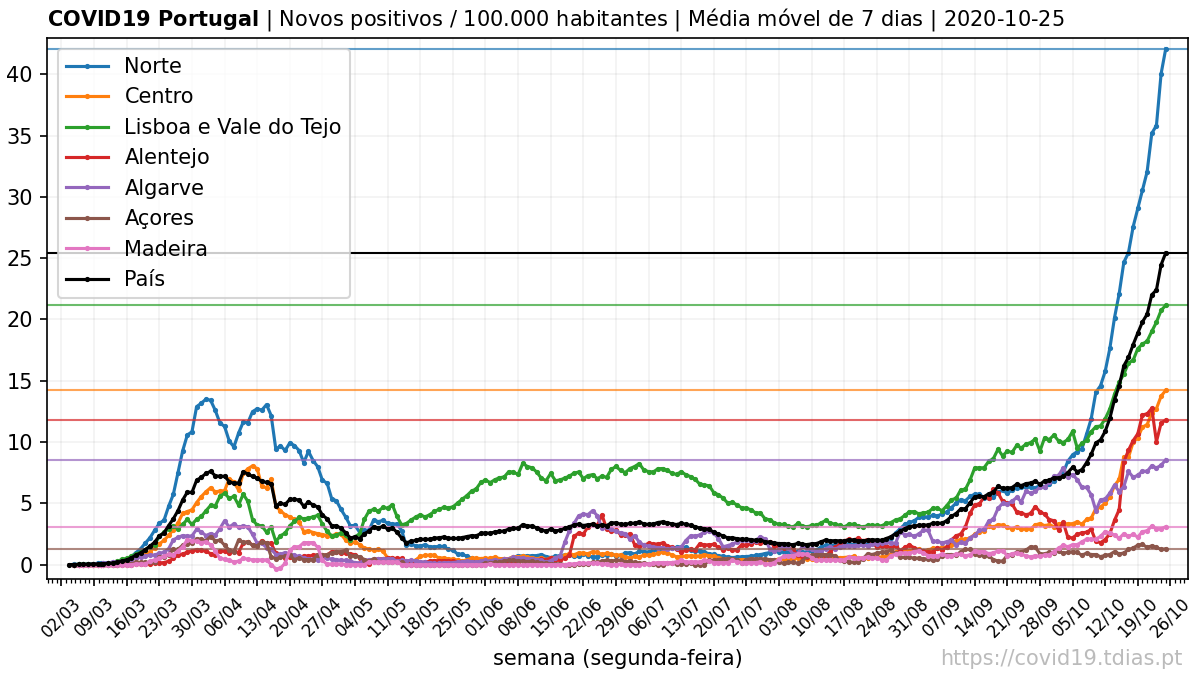 COVID19 Portugal | Novos positivos / 100.000 habitantes | Média móvel de 7 dias | 2020-10-25
40
35
30
25
20
15
10
5
0
Norte
Centro
Lisboa e Vale do Tejo
Alentejo
Algarve
Açores
Madeira
País
02/03 09/03 16/03 23/03 30/03 06/04 13/04 20/04 27/04 04/05 11/05 18/05 25/05 01/06 08/06 15/06 22/06 29/06 06/07 13/07 20/07 27/07 03/08 10/08 17/08 24/08 31/08 07/09 14/09 21/09 28/09 05/10 12/10 19/10 26/10
semana (segunda-feira)
https://covid19.tdias.pt